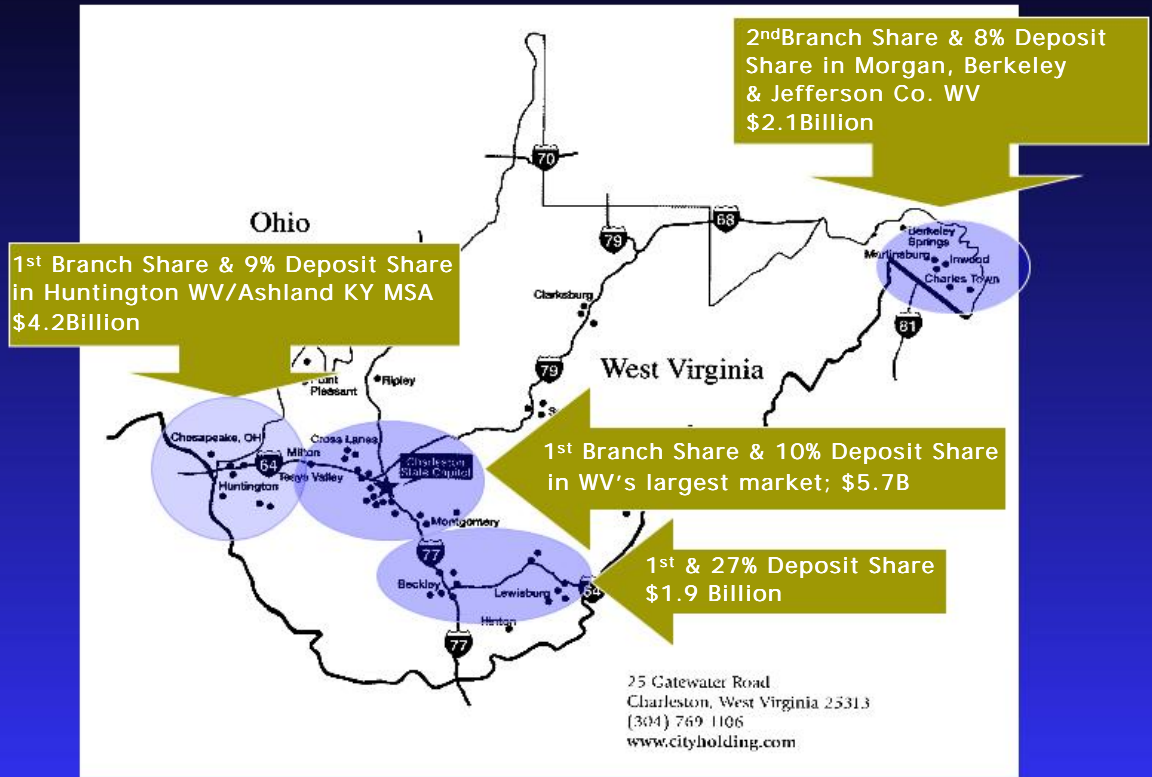 2ndBranch Share & 8% Deposit
Share in Morgan, Berkeley
& Jefferson Co. WV
$2.1Billion
70
Ohio
68
79
Berkeley
Springs
Martinsburg
Inwood
Charles Town
1st Branch Share & 9% Deposit Share
in Huntington WV/Ashland KY MSA
$4.2Billion
Clarksburg
81
79
West Virginia
Pleasant
Ripley
Chesapeake, OH
Milton
Cross Lanes
64
Teays Valley
Charleston
State Capitol
Huntington
1st Branch Share & 10% Deposit Share
in WV's largest market; $5.7B
Montgomery
77
1st & 27% Deposit Share
$1.9 Billion
Beckley
Lewisburg
64
Hinton
77
25 Gatewater Road
Charleston, West Virginia 25313
(304) 769 1106
www.cityholding.com